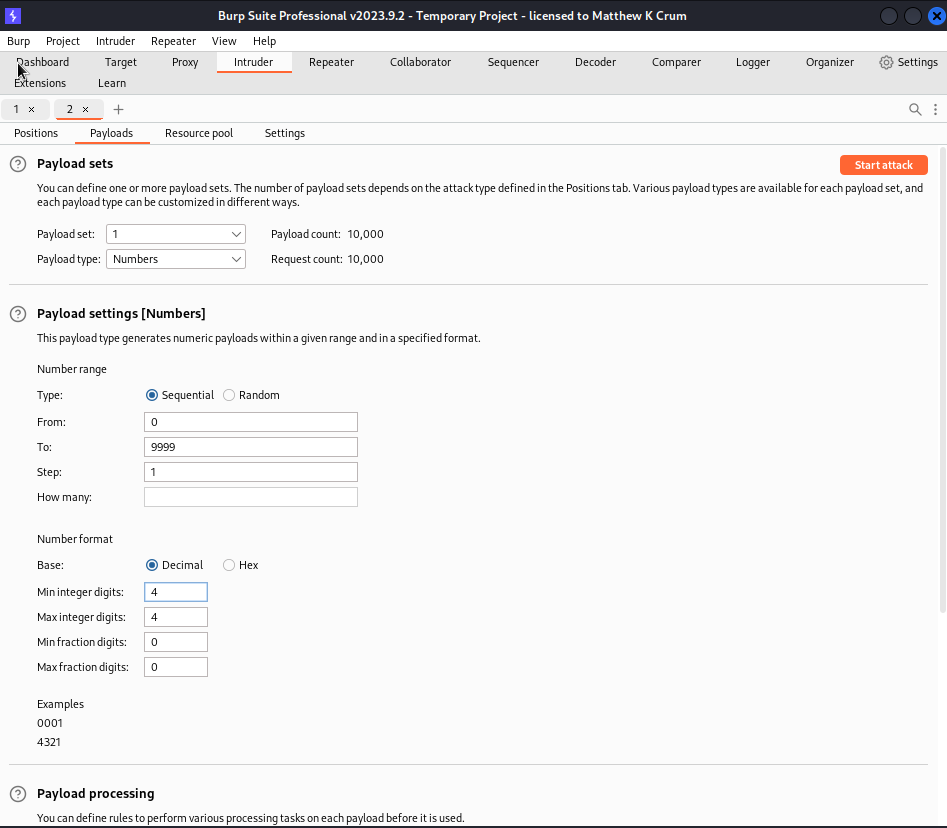 Burp Suite Professional v2023.9.2 - Temporary Project - licensed to Matthew K Crum
Burp Project Intruder Repeater View Help
Dashboard Target Proxy Intruder Repeater Collaborator Sequencer Decoder Comparer Logger Organizer Settings
Extensions Learn
1 × 2 × +
Positions Payloads Resource pool Settings
? Payload sets Start attack
You can define one or more payload sets. The number of payload sets depends on the attack type defined in the Positions tab. Various payload types are available for each payload set, and
each payload type can be customized in different ways.
Payload set: 1 Payload count: 10,000
Payload type: Numbers Request count: 10,000
? Payload settings [Numbers]
This payload type generates numeric payloads within a given range and in a specified format.
Number range
Type: Sequential Random
From: 0
To: 9999
Step: 1
How many:
Number format
Base: Decimal Hex
Min integer digits: 4
Max integer digits: 4
Min fraction digits: 0
Max fraction digits: 0
Examples
0001
4321
? Payload processing
You can define rules to perform various processing tasks on each payload before it is used.